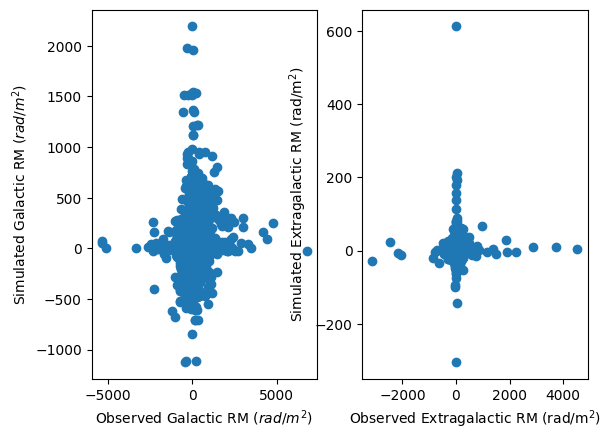 2000
1500
1000
500
0
−500
−1000
−5000 0 5000
Simulated Galactic RM (rad/m²)
Observed Galactic RM (rad/m²)
600
400
200
0
−200
−2000 0 2000 4000
Simulated Extragalactic RM (rad/m²)
Observed Extragalactic RM (rad/m²)